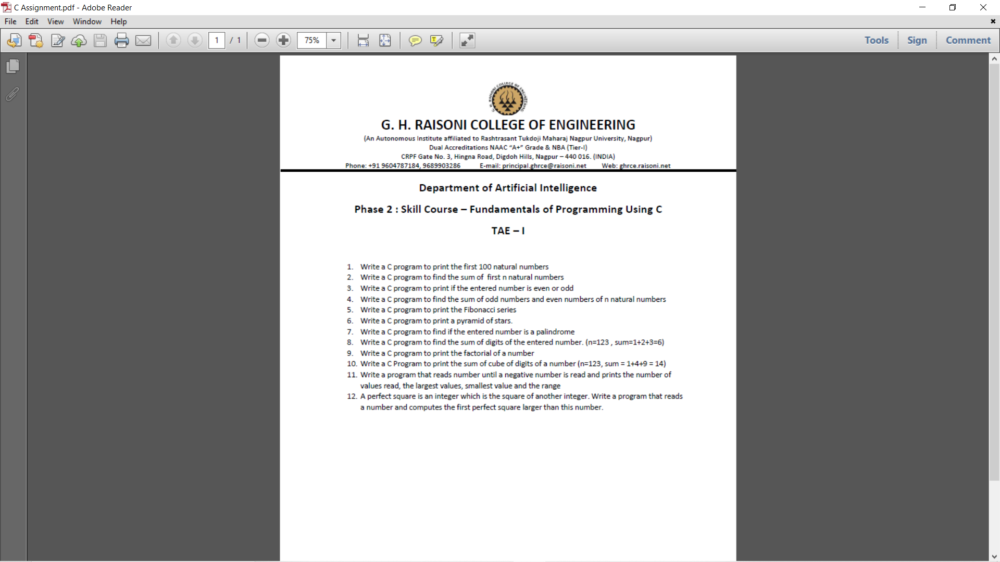 C Assignment.pdf - Adobe Reader
File Edit View Window Help
1 / 1 75% Tools Sign Comment
G. H. RAISONI COLLEGE OF ENGINEERING
G. H. RAISONI COLLEGE OF ENGINEERING
(An Autonomous Institute affiliated to Rashtrasant Tukdoji Maharaj Nagpur University, Nagpur)
Dual Accreditations NAAC “A+” Grade & NBA (Tier-I)
CRPF Gate No. 3, Hingna Road, Digdoh Hills, Nagpur – 440 016. (INDIA)
Phone: +91 9604787184, 9689903286 E-mail: principal.ghrce@raisoni.net Web: ghrce.raisoni.net
Department of Artificial Intelligence
Phase 2 : Skill Course – Fundamentals of Programming Using C
TAE – I
1. Write a C program to print the first 100 natural numbers
2. Write a C program to find the sum of first n natural numbers
3. Write a C program to print if the entered number is even or odd
4. Write a C program to find the sum of odd numbers and even numbers of n natural numbers
5. Write a C program to print the Fibonacci series
6. Write a C program to print a pyramid of stars.
7. Write a C program to find if the entered number is a palindrome
8. Write a C program to find the sum of digits of the entered number. (n=123 , sum=1+2+3=6)
9. Write a C program to print the factorial of a number
10. Write a C Program to print the sum of cube of digits of a number (n=123, sum = 1+4+9 = 14)
11. Write a program that reads number until a negative number is read and prints the number of
values read, the largest values, smallest value and the range
12. A perfect square is an integer which is the square of another integer. Write a program that reads
a number and computes the first perfect square larger than this number.